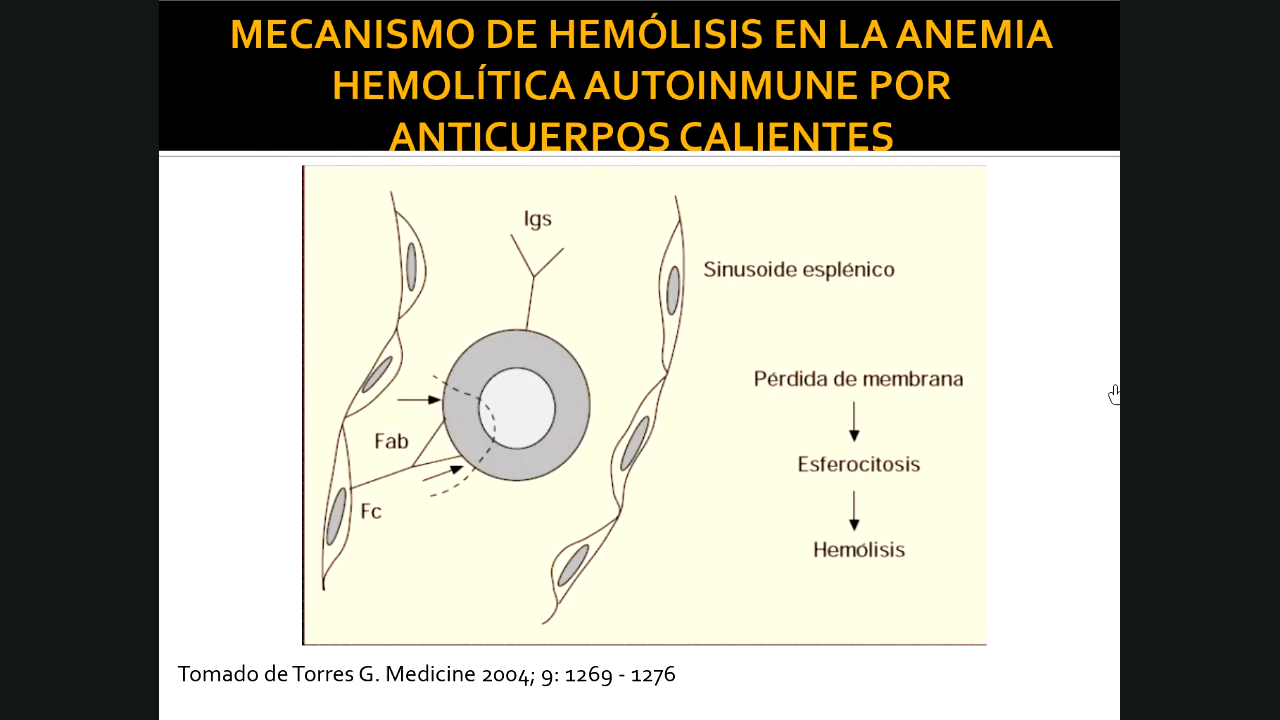 MECANISMO DE HEMÓLISIS EN LA ANEMIA
HEMOLÍTICA AUTOINMUNE POR
ANTICUERPOS CALIENTES
Igs
Sinusoide esplénico
Pérdida de membrana
Fab
Esferocitosis
Fc
Hemólisis
Tomado de Torres G. Medicine 2004; 9: 1269 - 1276